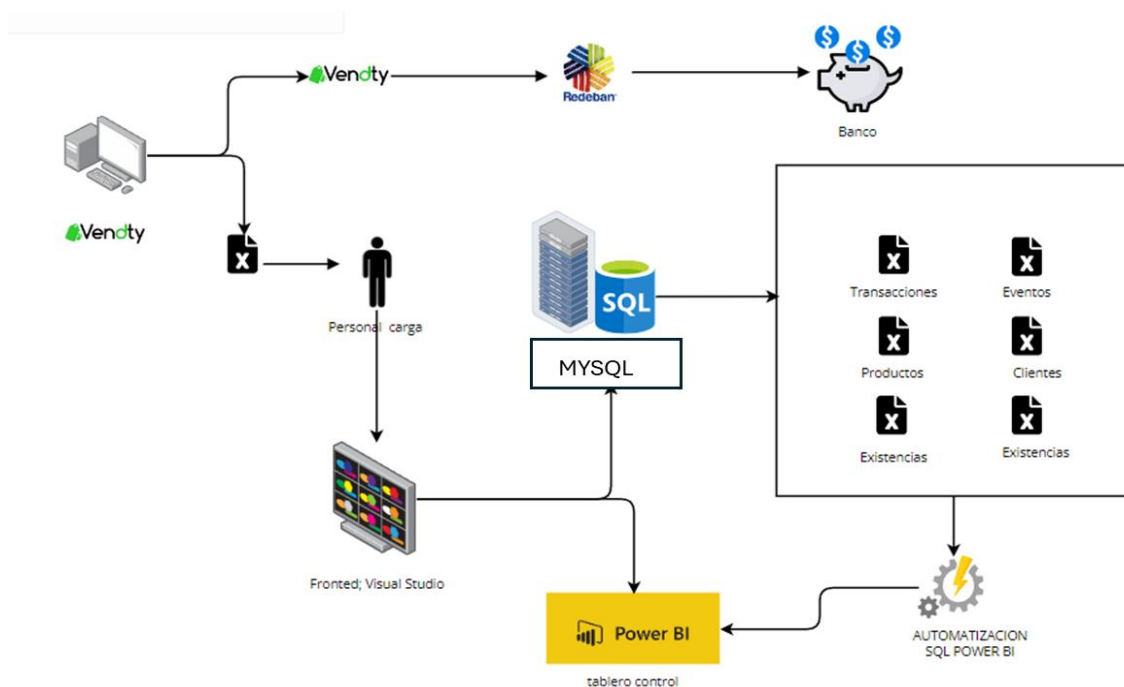 Vendty
Redeban
Banco
Vendty
Personal carga
SQL
MYSQL
Transacciones
Eventos
Productos
Clientes
Existencias
Existencias
Fronted; Visual Studio
Power BI
tablero control
AUTOMATIZACION
SQL POWER BI